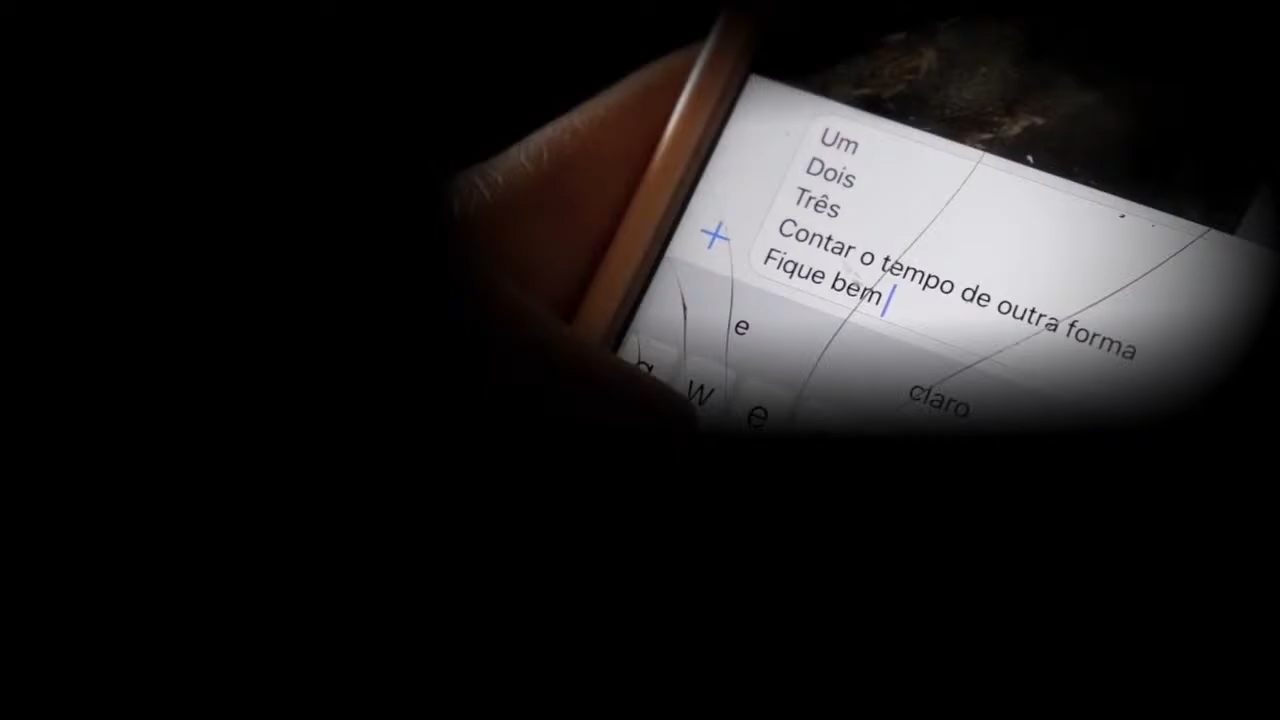 Um
Dois
Três
Contar o tempo de outra forma
Fique bem
e
claro
q w e